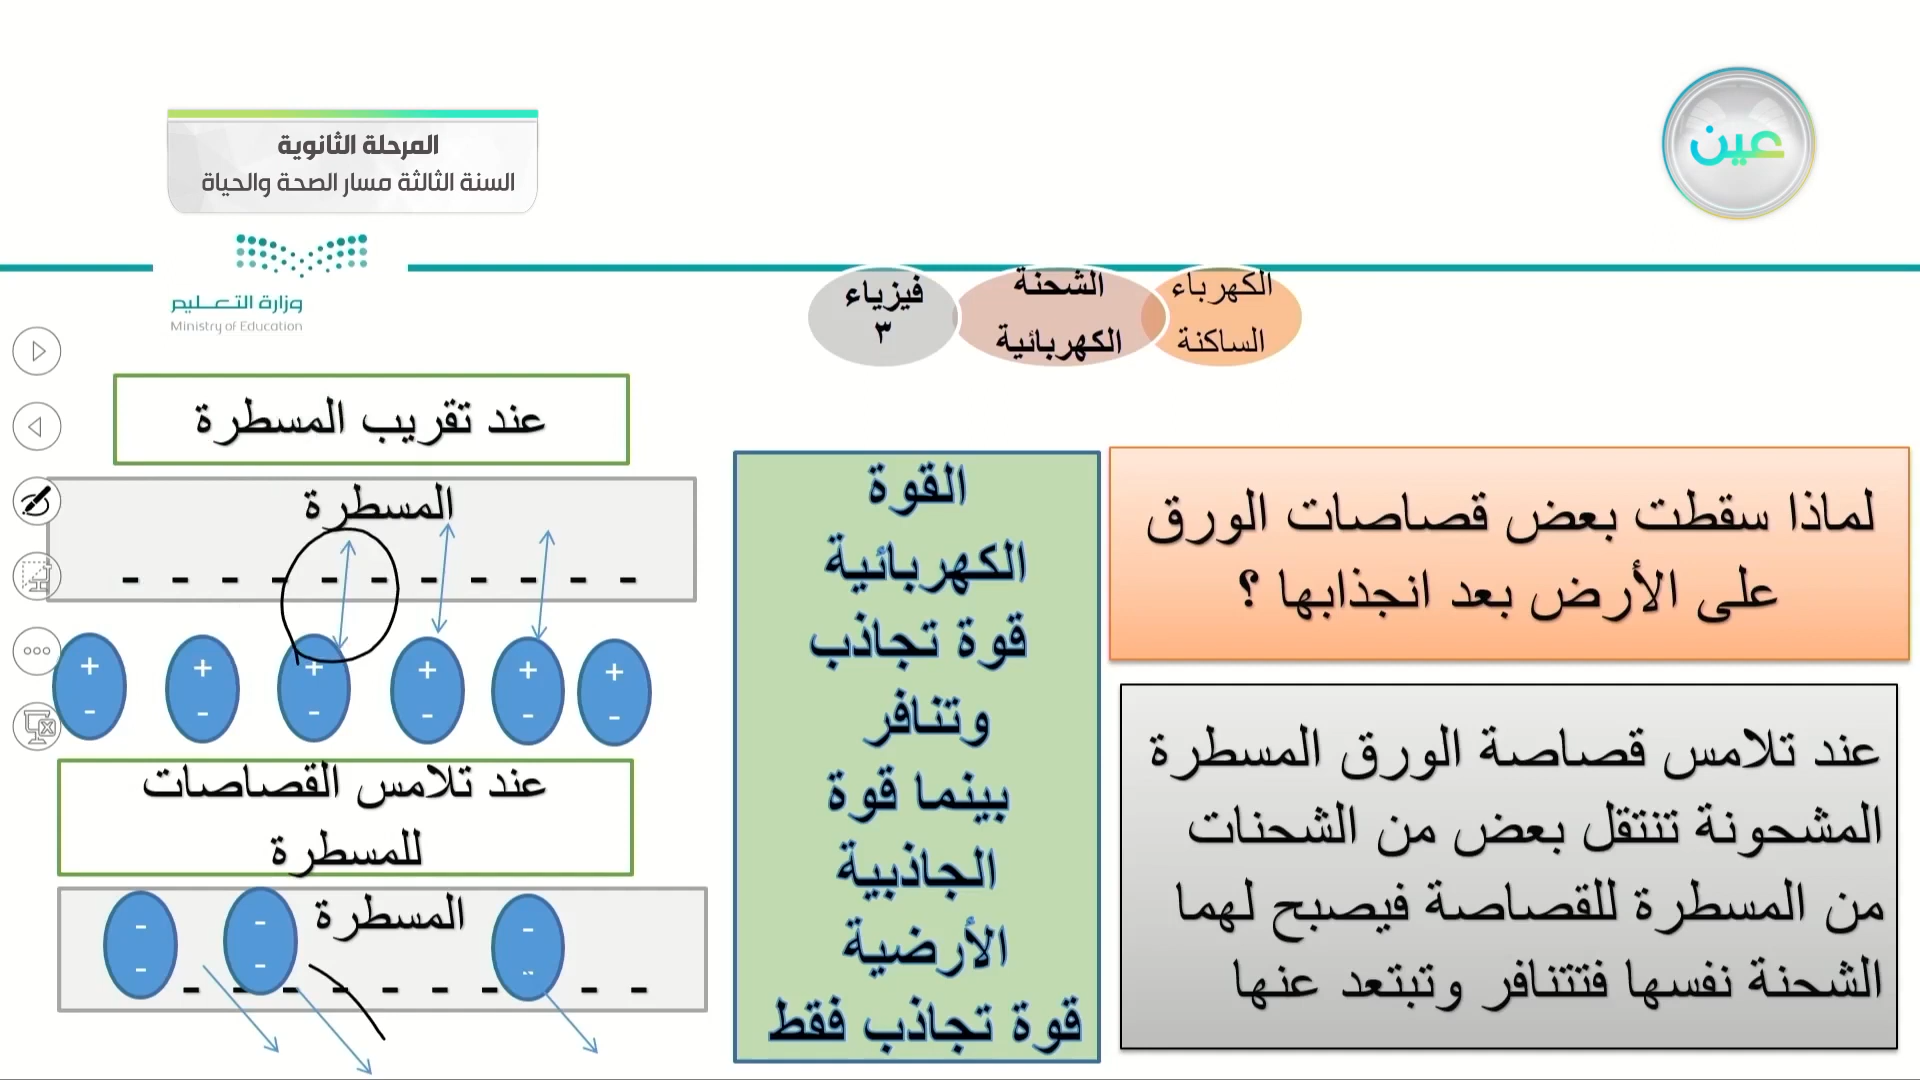 المرحلة الثانوية
السنة الثالثة مسار الصحة والحياة
عين
وزارة التعليم
Ministry of Education
الكهرباء
الساكنة
الشحنة
الكهربائية
فيزياء
٣
لماذا سقطت بعض قصاصات الورق
على الأرض بعد انجذابها ؟
عند تلامس قصاصة الورق المسطرة
المشحونة تنتقل بعض من الشحنات
من المسطرة للقصاصة فيصبح لهما
الشحنة نفسها فتتنافر وتبتعد عنها
القوة
الكهربائية
قوة تجاذب
وتنافر
بينما قوة
الجاذبية
الأرضية
قوة تجاذب فقط
عند تقريب المسطرة
المسطرة
- - - - - - - - - - -
+ + + + + +
- - - - - -
عند تلامس القصاصات
للمسطرة
المسطرة
- - -
- - -
- - - - - - - - -